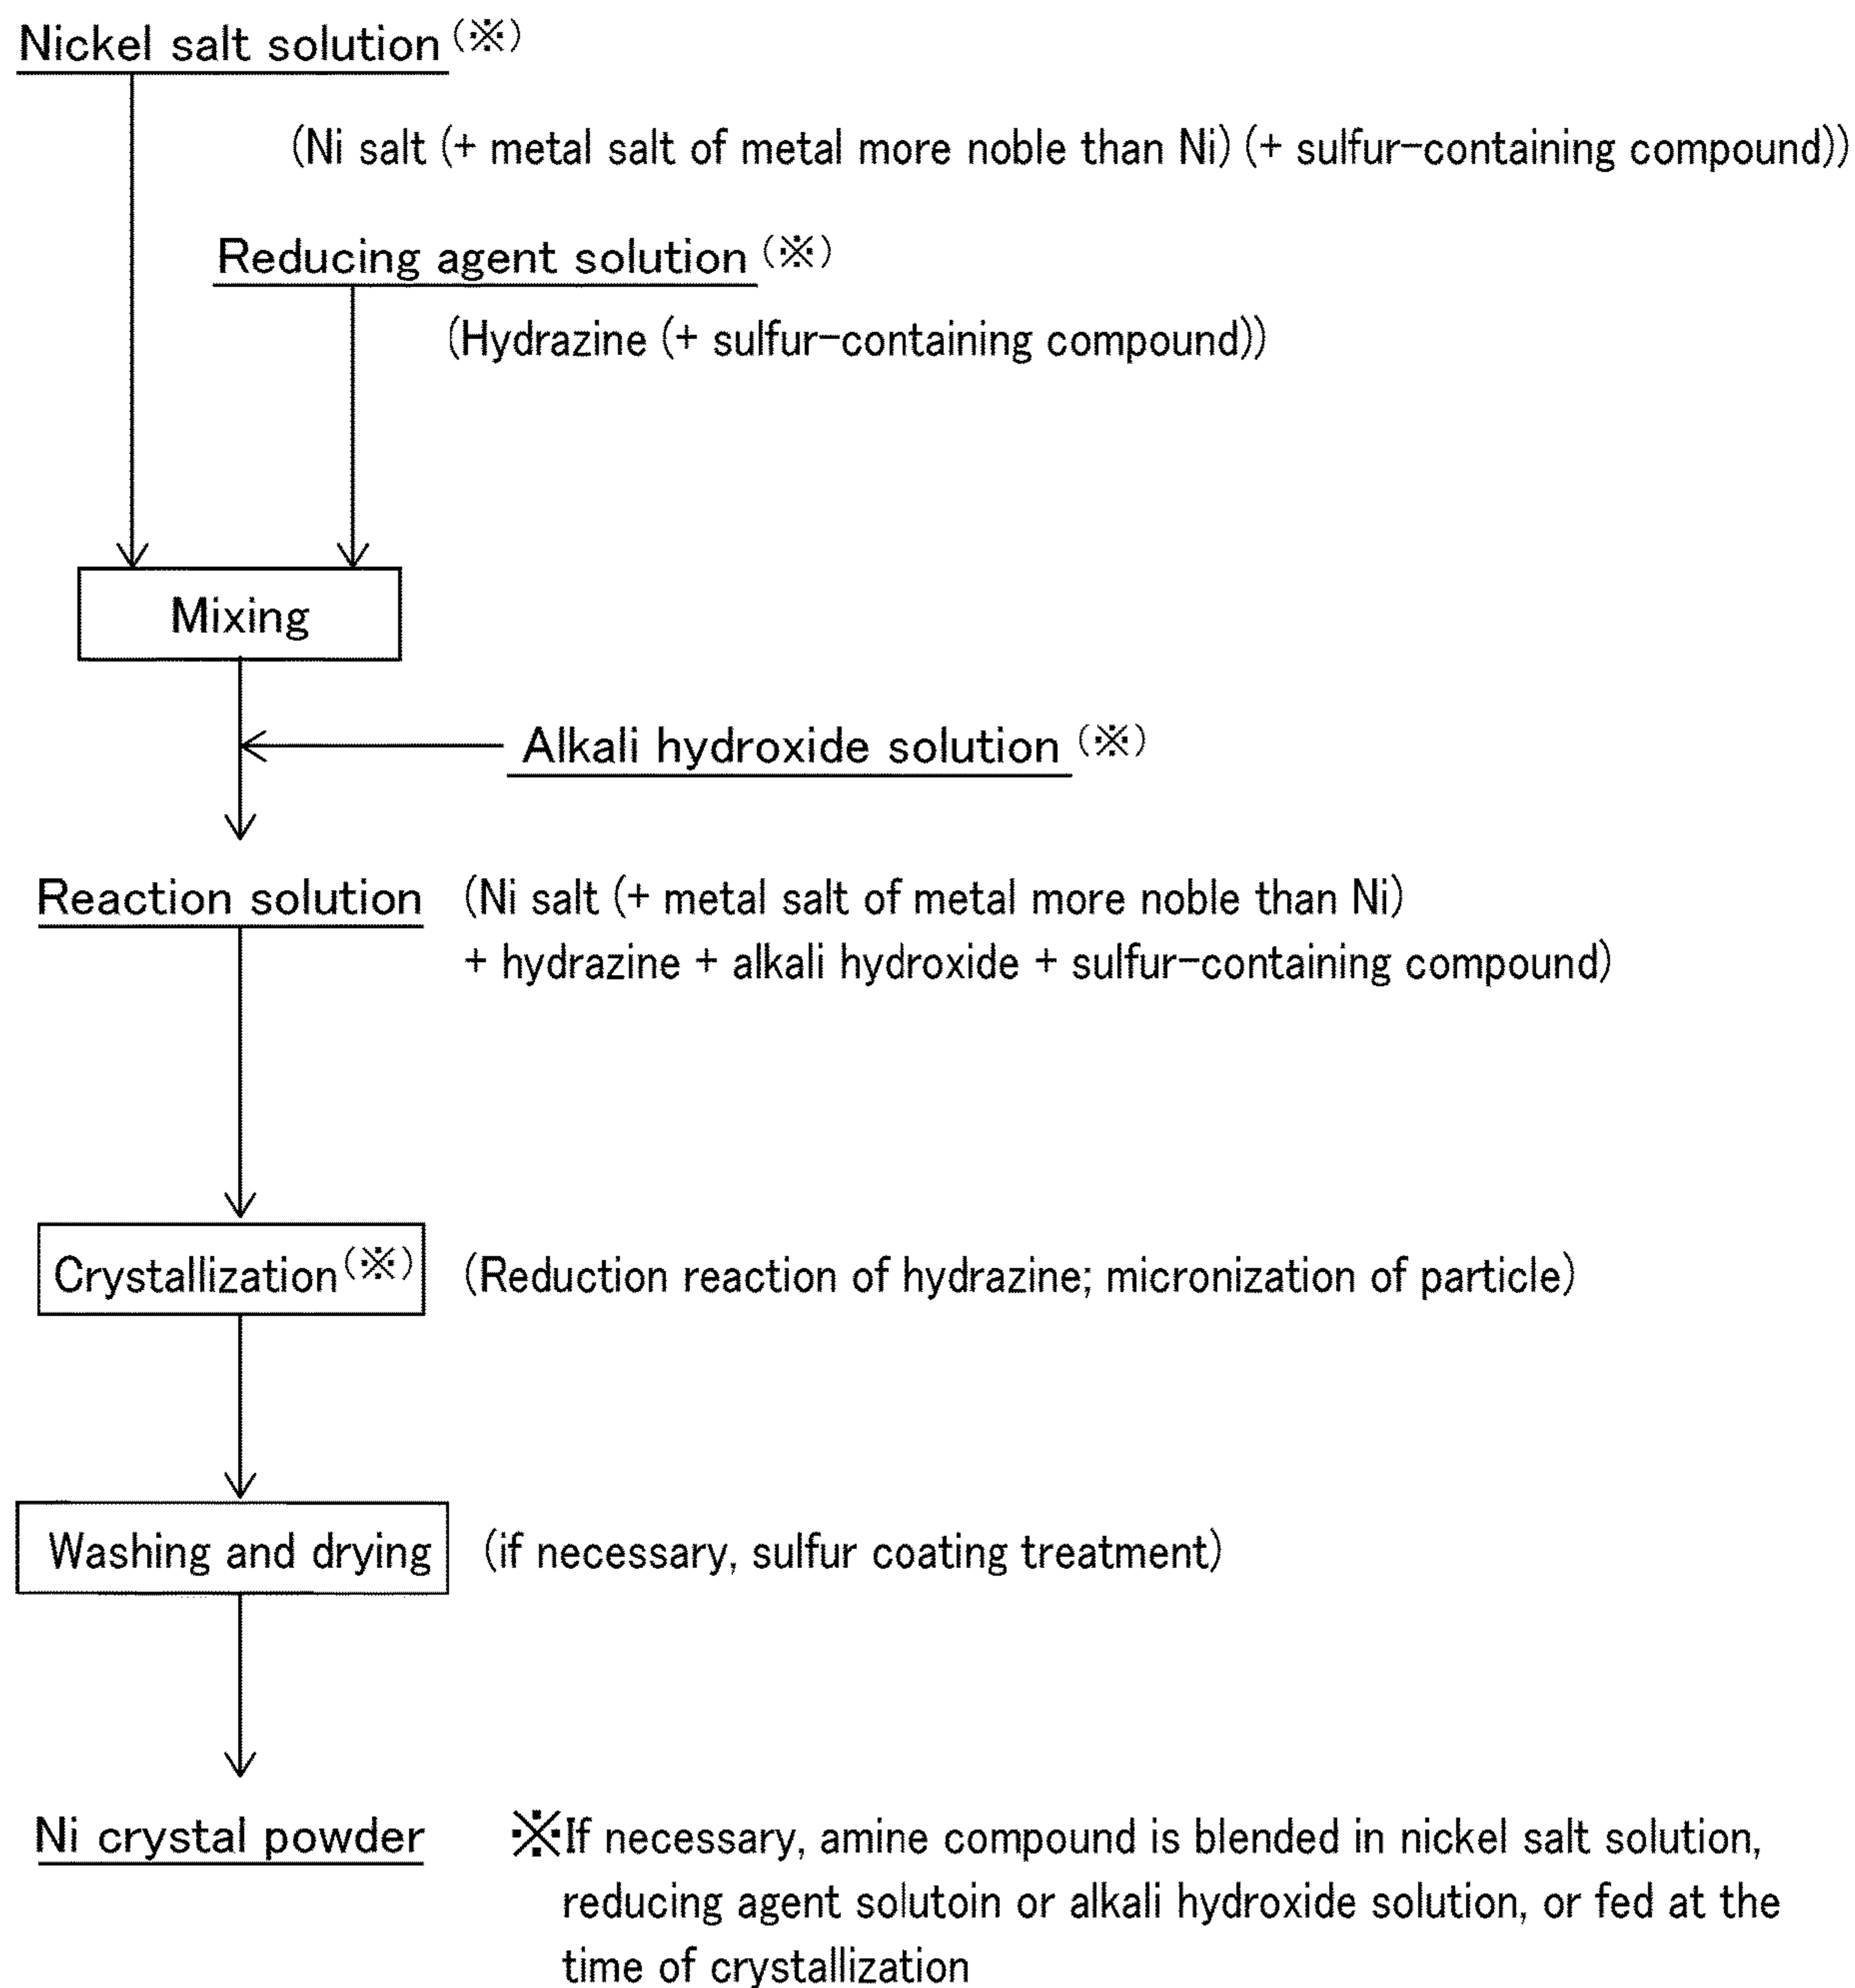 Nickel salt solution (※)
(Ni salt (+ metal salt of metal more noble than Ni) (+ sulfur-containing compound))
Reducing agent solution (※)
(Hydrazine (+ sulfur-containing compound))
Mixing
Alkali hydroxide solution (※)
Reaction solution (Ni salt (+ metal salt of metal more noble than Ni)
+ hydrazine + alkali hydroxide + sulfur-containing compound)
Crystallization(※) (Reduction reaction of hydrazine; micronization of particle)
Washing and drying (if necessary, sulfur coating treatment)
Ni crystal powder ※If necessary, amine compound is blended in nickel salt solution,
reducing agent solutoin or alkali hydroxide solution, or fed at the
time of crystallization